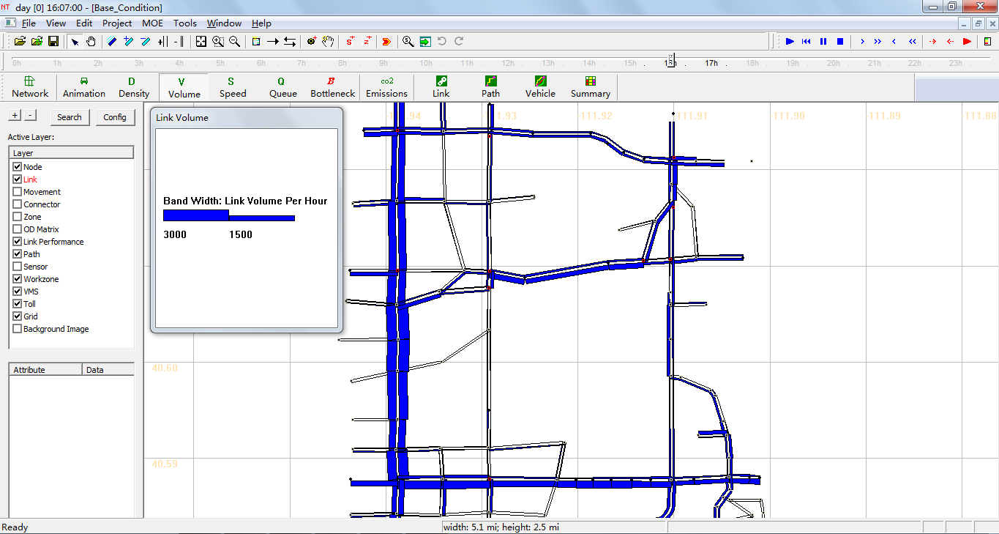 NT day [0] 16:07:00 - [Base_Condition]
File View Edit Project MOE Tools Window Help
0h 1h 2h 3h 4h 5h 6h 7h 8h 9h 10h 11h 12h 13h 14h 15h 16h 17h 18h 19h 20h 21h 22h 23h
D V S Q B co2
Network Animation Density Volume Speed Queue Bottleneck Emissions Link Path Vehicle Summary
+ - Search Config
Active Layer:
Layer
Node
Link
Movement
Connector
Zone
OD Matrix
Link Performance
Path
Sensor
Workzone
VMS
Toll
Grid
Background Image
Attribute Data
Link Volume
Band Width: Link Volume Per Hour
3000 1500
-111.93 -111.92 -111.91 -111.90 -111.89 -111.88
40.60
40.59
Ready width: 5.1 mi; height: 2.5 mi